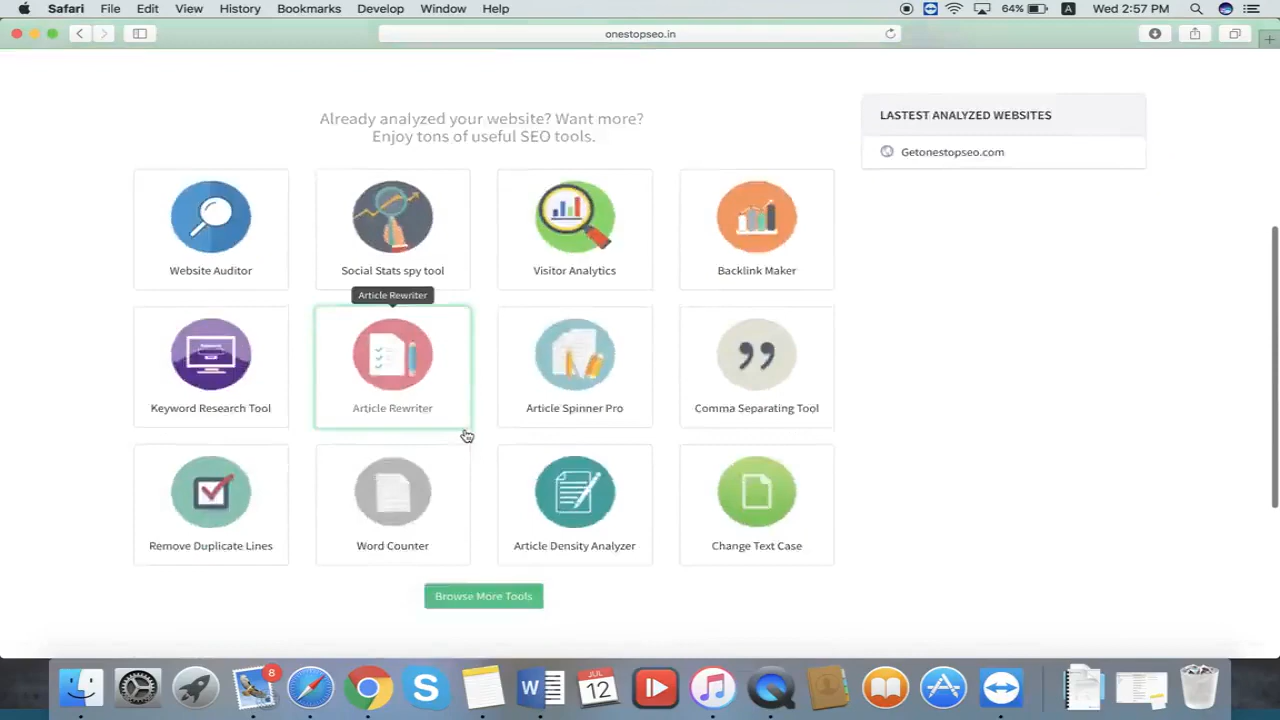 Safari File Edit View History Bookmarks Develop Window Help 64% A Wed 2:57 PM
onestopseo.in
Already analyzed your website? Want more?
Enjoy tons of useful SEO tools.
LASTEST ANALYZED WEBSITES
Getonestopseo.com
Website Auditor Social Stats spy tool Visitor Analytics Backlink Maker
Article Rewriter
Keyword Research Tool Article Rewriter Article Spinner Pro Comma Separating Tool
Remove Duplicate Lines Word Counter Article Density Analyzer Change Text Case
Browse More Tools
8
JUL
12